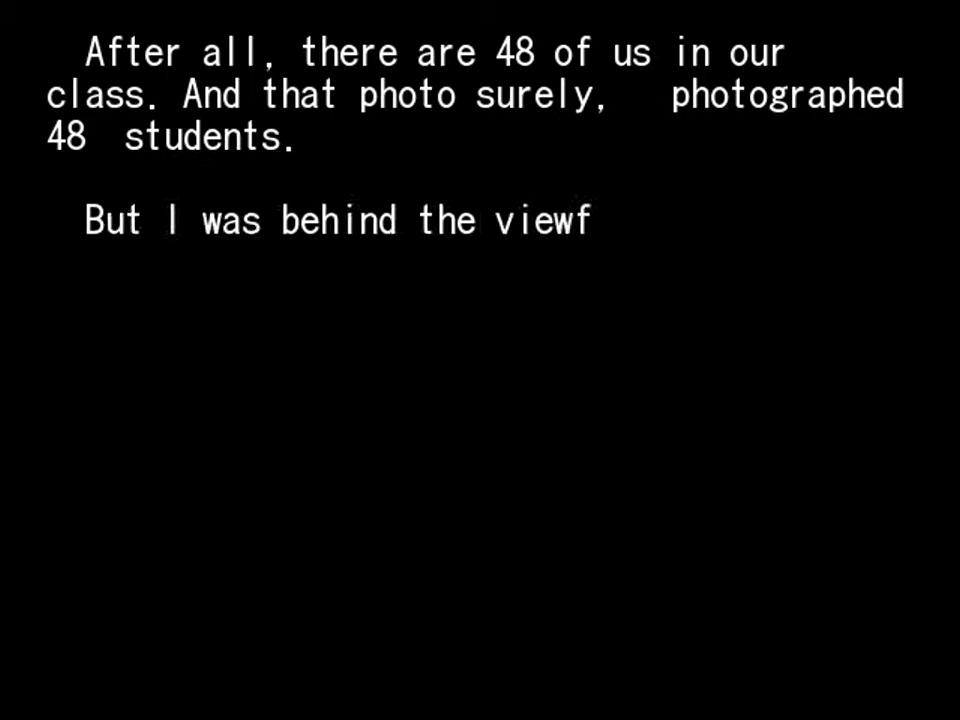 After all, there are 48 of us in our
class. And that photo surely,   photographed
48  students.
But I was behind the viewf